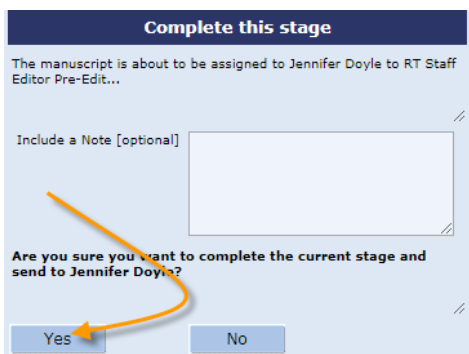 Complete this stage
The manuscript is about to be assigned to Jennifer Doyle to RT Staff
Editor Pre-Edit...
Include a Note [optional]
Are you sure you want to complete the current stage and
send to Jennifer Doyle?
Yes No